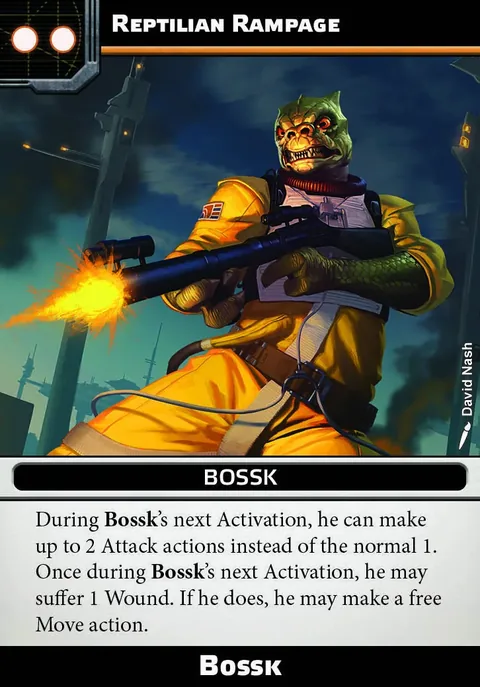 Reptilian Rampage
David Nash
BOSSK
During Bossk's next Activation, he can make
up to 2 Attack actions instead of the normal 1.
Once during Bossk's next Activation, he may
suffer 1 Wound. If he does, he may make a free
Move action.
Bossk